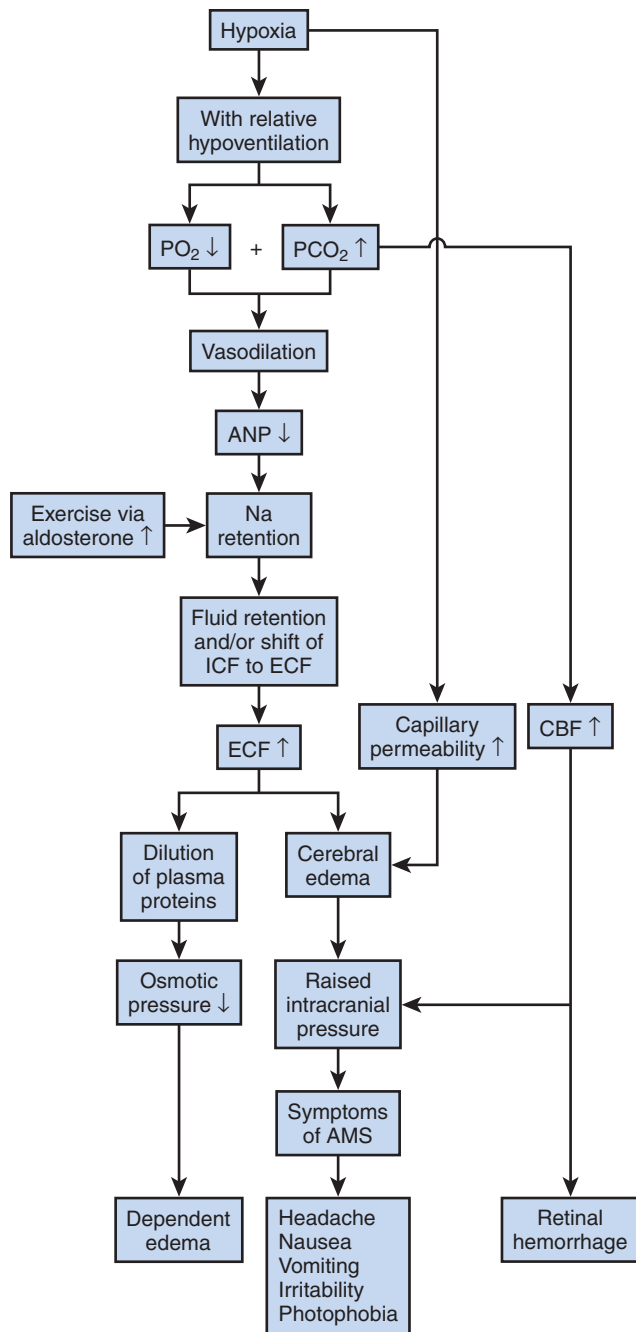 Hypoxia
With relative
hypoventilation
PO₂ ↓
+
PCO₂ ↑
Vasodilation
ANP ↓
Exercise via
aldosterone ↑
Na
retention
Fluid retention
and/or shift of
ICF to ECF
ECF ↑
Capillary
permeability ↑
CBF ↑
Dilution
of plasma
proteins
Cerebral
edema
Osmotic
pressure ↓
Raised
intracranial
pressure
Symptoms
of AMS
Dependent
edema
Headache
Nausea
Vomiting
Irritability
Photophobia
Retinal
hemorrhage